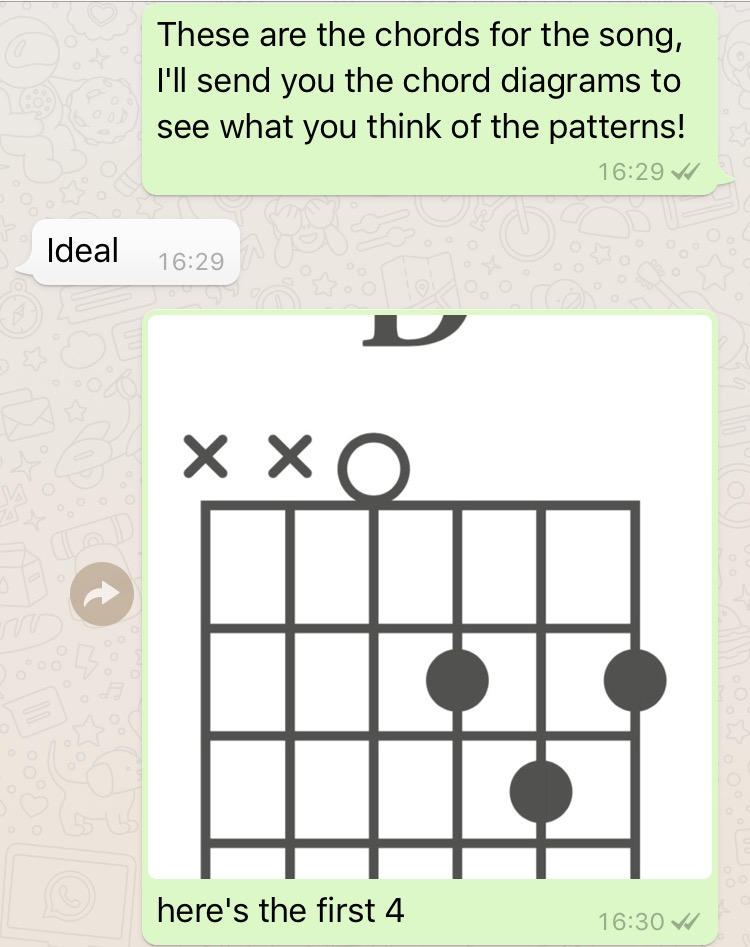 These are the chords for the song,
I'll send you the chord diagrams to
see what you think of the patterns!
16:29
Ideal
16:29
D
x x
here's the first 4
16:30